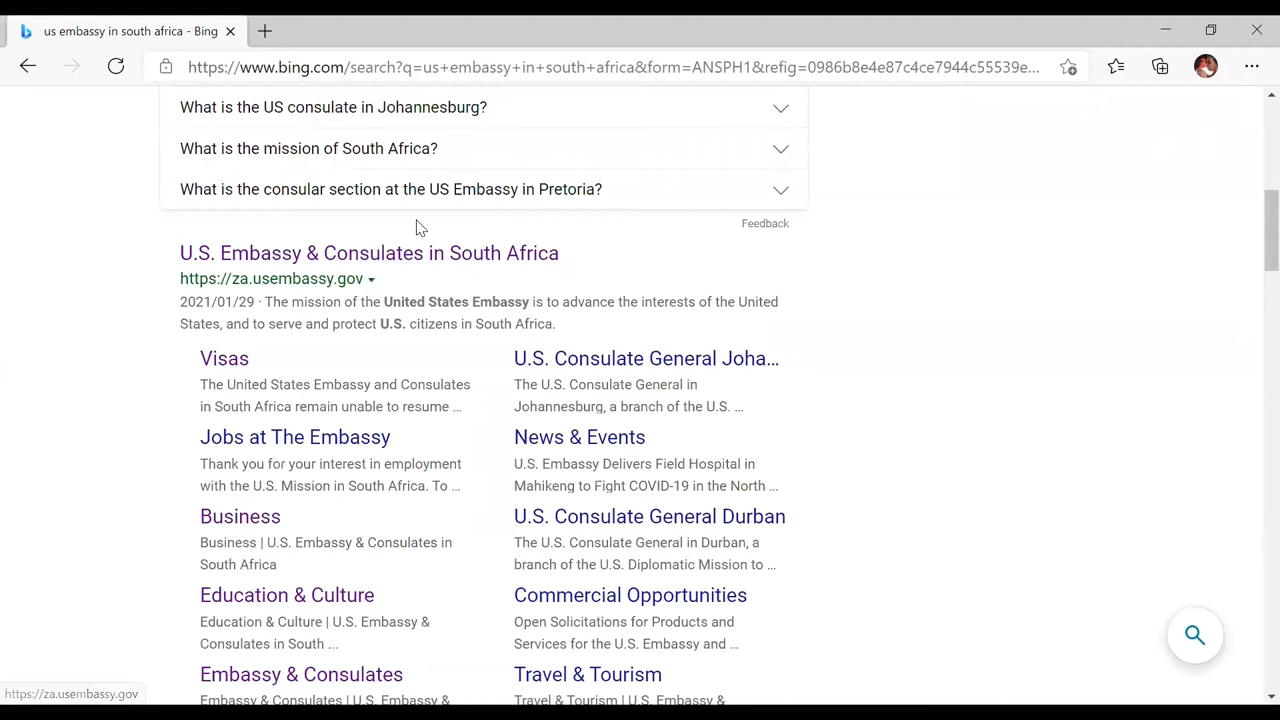 us embassy in south africa - Bing
https://www.bing.com/search?q=us+embassy+in+south+africa&form=ANSPH1&refig=0986b8e4e87c4ce7944c55539e...
What is the US consulate in Johannesburg?
What is the mission of South Africa?
What is the consular section at the US Embassy in Pretoria?
Feedback
U.S. Embassy & Consulates in South Africa
https://za.usembassy.gov
2021/01/29 · The mission of the United States Embassy is to advance the interests of the United
States, and to serve and protect U.S. citizens in South Africa.
Visas
The United States Embassy and Consulates
in South Africa remain unable to resume ...
U.S. Consulate General Joha...
The U.S. Consulate General in
Johannesburg, a branch of the U.S. ...
Jobs at The Embassy
Thank you for your interest in employment
with the U.S. Mission in South Africa. To ...
News & Events
U.S. Embassy Delivers Field Hospital in
Mahikeng to Fight COVID-19 in the North ...
Business
Business | U.S. Embassy & Consulates in
South Africa
U.S. Consulate General Durban
The U.S. Consulate General in Durban, a
branch of the U.S. Diplomatic Mission to ...
Education & Culture
Education & Culture | U.S. Embassy &
Consulates in South ...
Commercial Opportunities
Open Solicitations for Products and
Services for the U.S. Embassy and ...
Embassy & Consulates
Embassy & Consulates | U.S. Embassy &
Travel & Tourism
Travel & Tourism | U.S. Embassy &
https://za.usembassy.gov